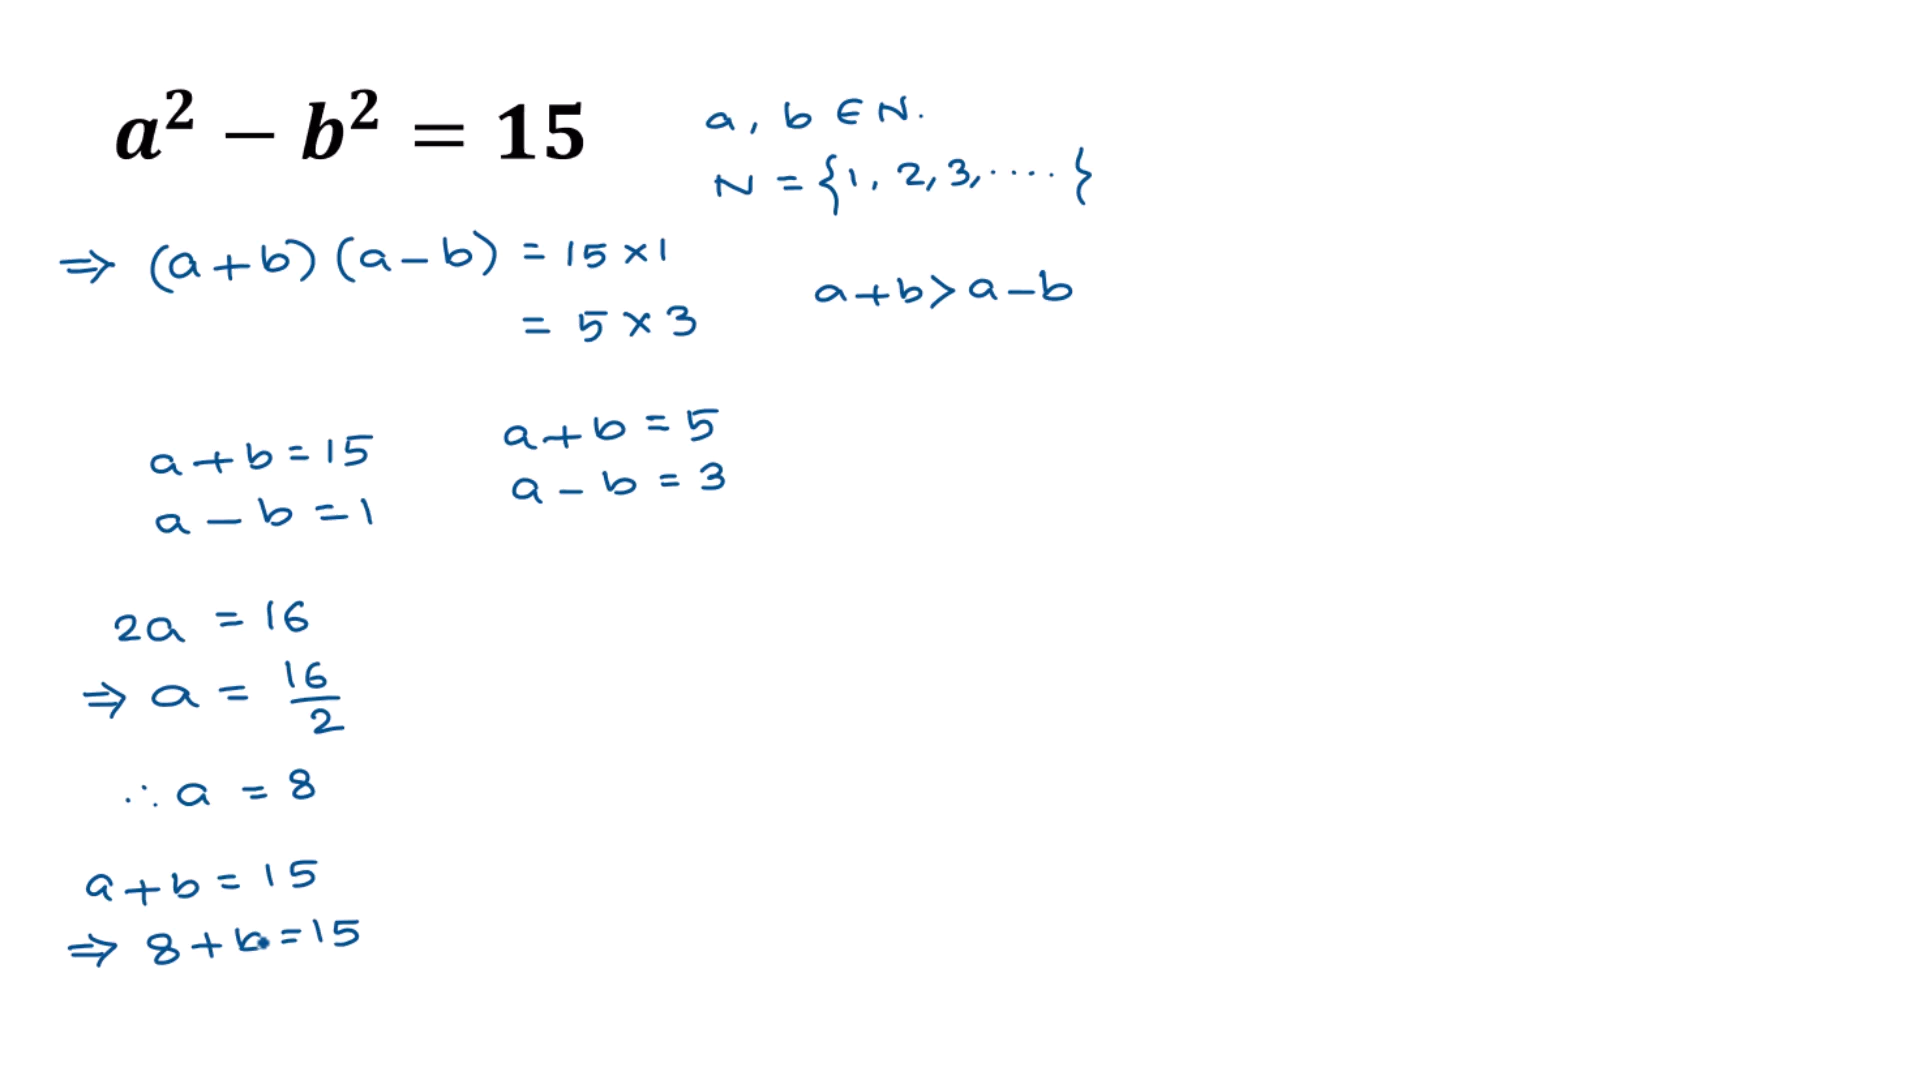 a² − b² = 15
a, b ∈ N.
N = {1, 2, 3, ····}
⇒ (a+b)(a−b) = 15×1
= 5×3
a+b>a−b
a+b=15
a−b=1
a+b=5
a−b=3
2a = 16
⇒ a = 16/2
∴ a = 8
a+b=15
⇒ 8+b=15